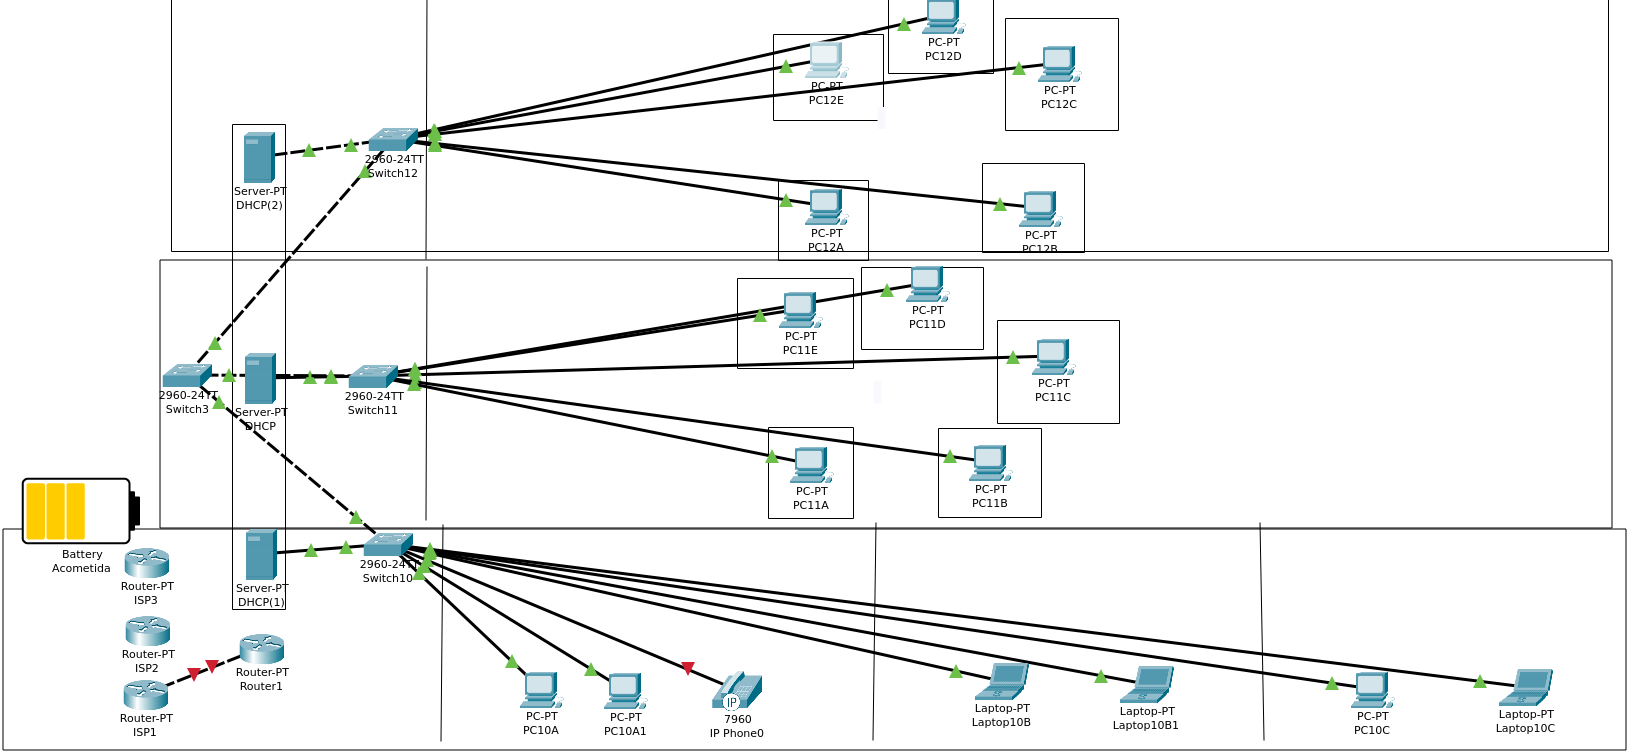 PC-PT
PC12D
PC-PT
PC12E
PC-PT
PC12C
2960-24TT
Switch12
Server-PT
DHCP(2)
PC-PT
PC12A
PC-PT
PC12B
PC-PT
PC11D
PC-PT
PC11E
PC-PT
PC11C
2960-24TT
Switch3
Server-PT
DHCP
2960-24TT
Switch11
PC-PT
PC11A
PC-PT
PC11B
Battery
Acometida
Router-PT
ISP3
Server-PT
DHCP(1)
2960-24TT
Switch10
Router-PT
ISP2
Router-PT
Router1
Router-PT
ISP1
PC-PT
PC10A
PC-PT
PC10A1
IP
7960
IP Phone0
Laptop-PT
Laptop10B
Laptop-PT
Laptop10B1
PC-PT
PC10C
Laptop-PT
Laptop10C